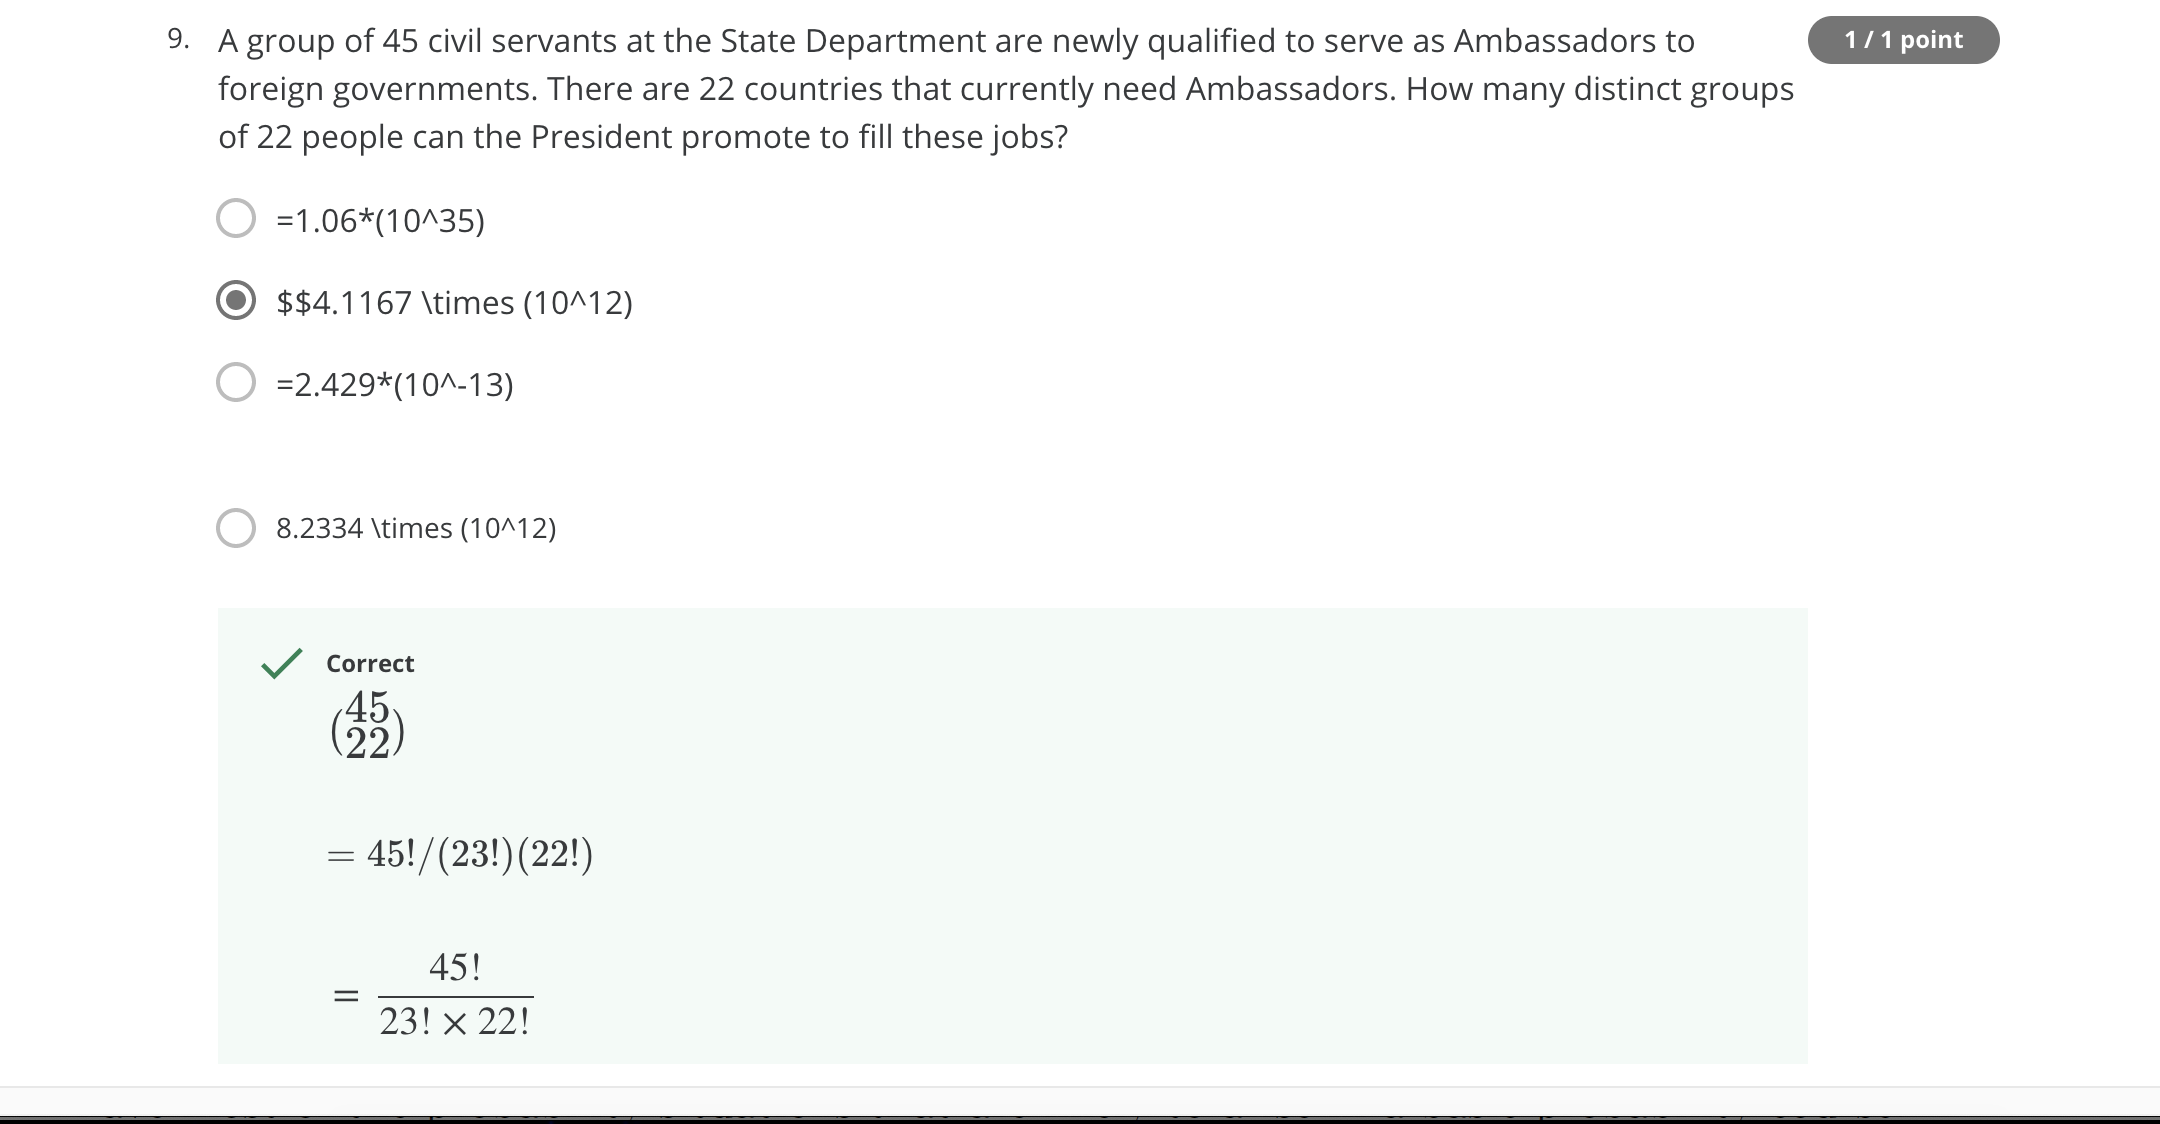 9. A group of 45 civil servants at the State Department are newly qualified to serve as Ambassadors to
1 / 1 point
foreign governments. There are 22 countries that currently need Ambassadors. How many distinct groups
of 22 people can the President promote to fill these jobs?
=1.06*(10^35)
$$4.1167 \times (10^12)
=2.429*(10^-13)
8.2334 \times (10^12)
Correct
(45
22)
= 45!/(23!)(22!)
= 45!
23! × 22!